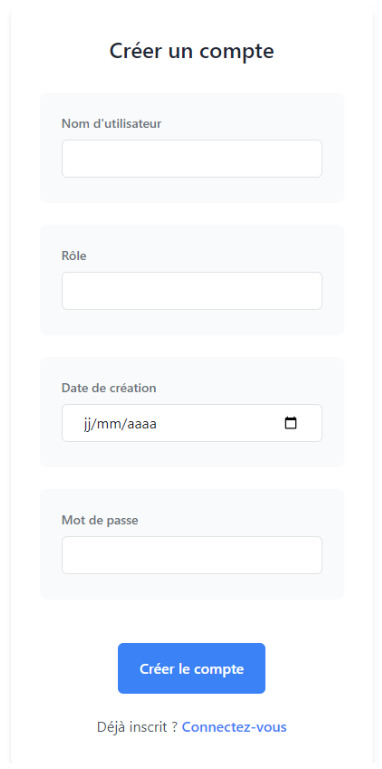 Créer un compte
Nom d'utilisateur
Rôle
Date de création
jj/mm/aaaa
Mot de passe
Créer le compte
Déjà inscrit ? Connectez-vous